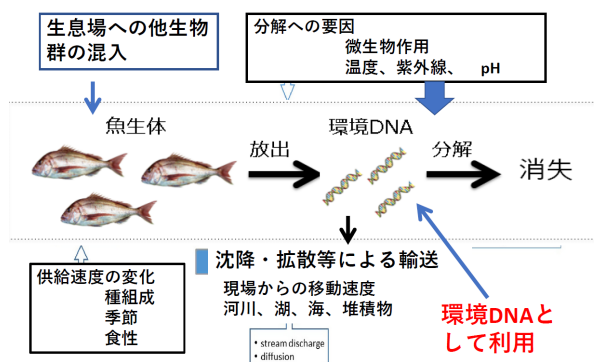 生息場への他生物
群の混入
分解への要因
微生物作用
温度、紫外線、 pH
魚生体
環境DNA
放出
分解
消失
沈降・拡散等による輸送
現場からの移動速度
河川、湖、海、堆積物
供給速度の変化
種組成
季節
食性
• stream discharge
• diffusion
環境DNAと
して利用